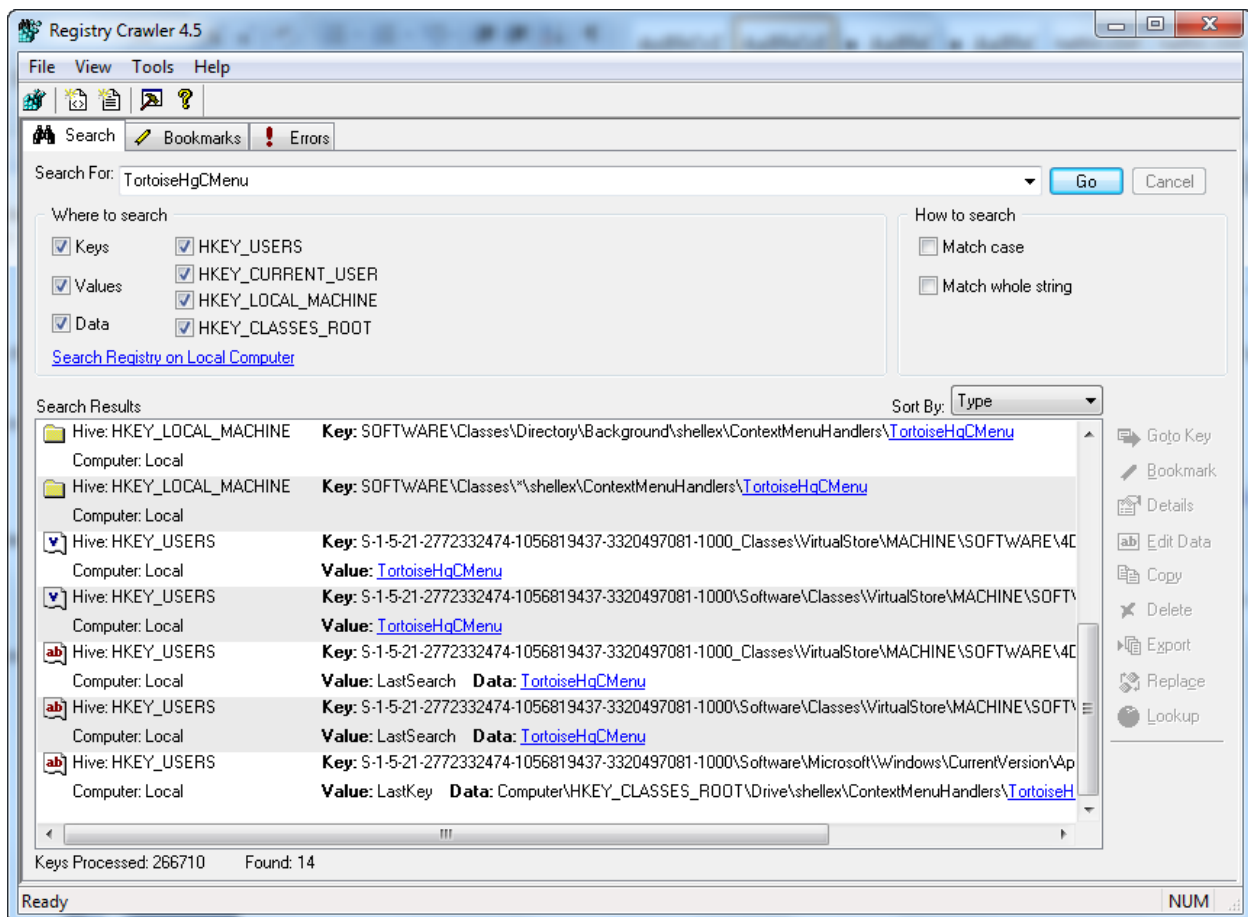 Registry Crawler 4.5
File View Tools Help
Search Bookmarks Errors
Search For: TortoiseHgCMenu Go Cancel
Where to search
How to search
Keys HKEY_USERS
Match case
HKEY_CURRENT_USER
Values
Match whole string
HKEY_LOCAL_MACHINE
Data HKEY_CLASSES_ROOT
Search Registry on Local Computer
Search Results Sort By: Type
Hive: HKEY_LOCAL_MACHINE Key: SOFTWARE\Classes\Directory\Background\shellex\ContextMenuHandlers\TortoiseHgCMenu
Computer: Local
Hive: HKEY_LOCAL_MACHINE Key: SOFTWARE\Classes\*\shellex\ContextMenuHandlers\TortoiseHgCMenu
Computer: Local
Hive: HKEY_USERS Key: S-1-5-21-2772332474-1056819437-3320497081-1000_Classes\VirtualStore\MACHINE\SOFTWARE\4D
Computer: Local Value: TortoiseHgCMenu
Hive: HKEY_USERS Key: S-1-5-21-2772332474-1056819437-3320497081-1000\Software\Classes\VirtualStore\MACHINE\SOFT\
Computer: Local Value: TortoiseHgCMenu
Hive: HKEY_USERS Key: S-1-5-21-2772332474-1056819437-3320497081-1000_Classes\VirtualStore\MACHINE\SOFTWARE\4D
Computer: Local Value: LastSearch Data: TortoiseHgCMenu
Hive: HKEY_USERS Key: S-1-5-21-2772332474-1056819437-3320497081-1000\Software\Classes\VirtualStore\MACHINE\SOFT\
Computer: Local Value: LastSearch Data: TortoiseHgCMenu
Hive: HKEY_USERS Key: S-1-5-21-2772332474-1056819437-3320497081-1000\Software\Microsoft\Windows\CurrentVersion\Ap
Computer: Local Value: LastKey Data: Computer\HKEY_CLASSES_ROOT\Drive\shellex\ContextMenuHandlers\TortoiseH
Goto Key
Bookmark
Details
Edit Data
Copy
Delete
Export
Replace
Lookup
Keys Processed: 266710 Found: 14
Ready NUM